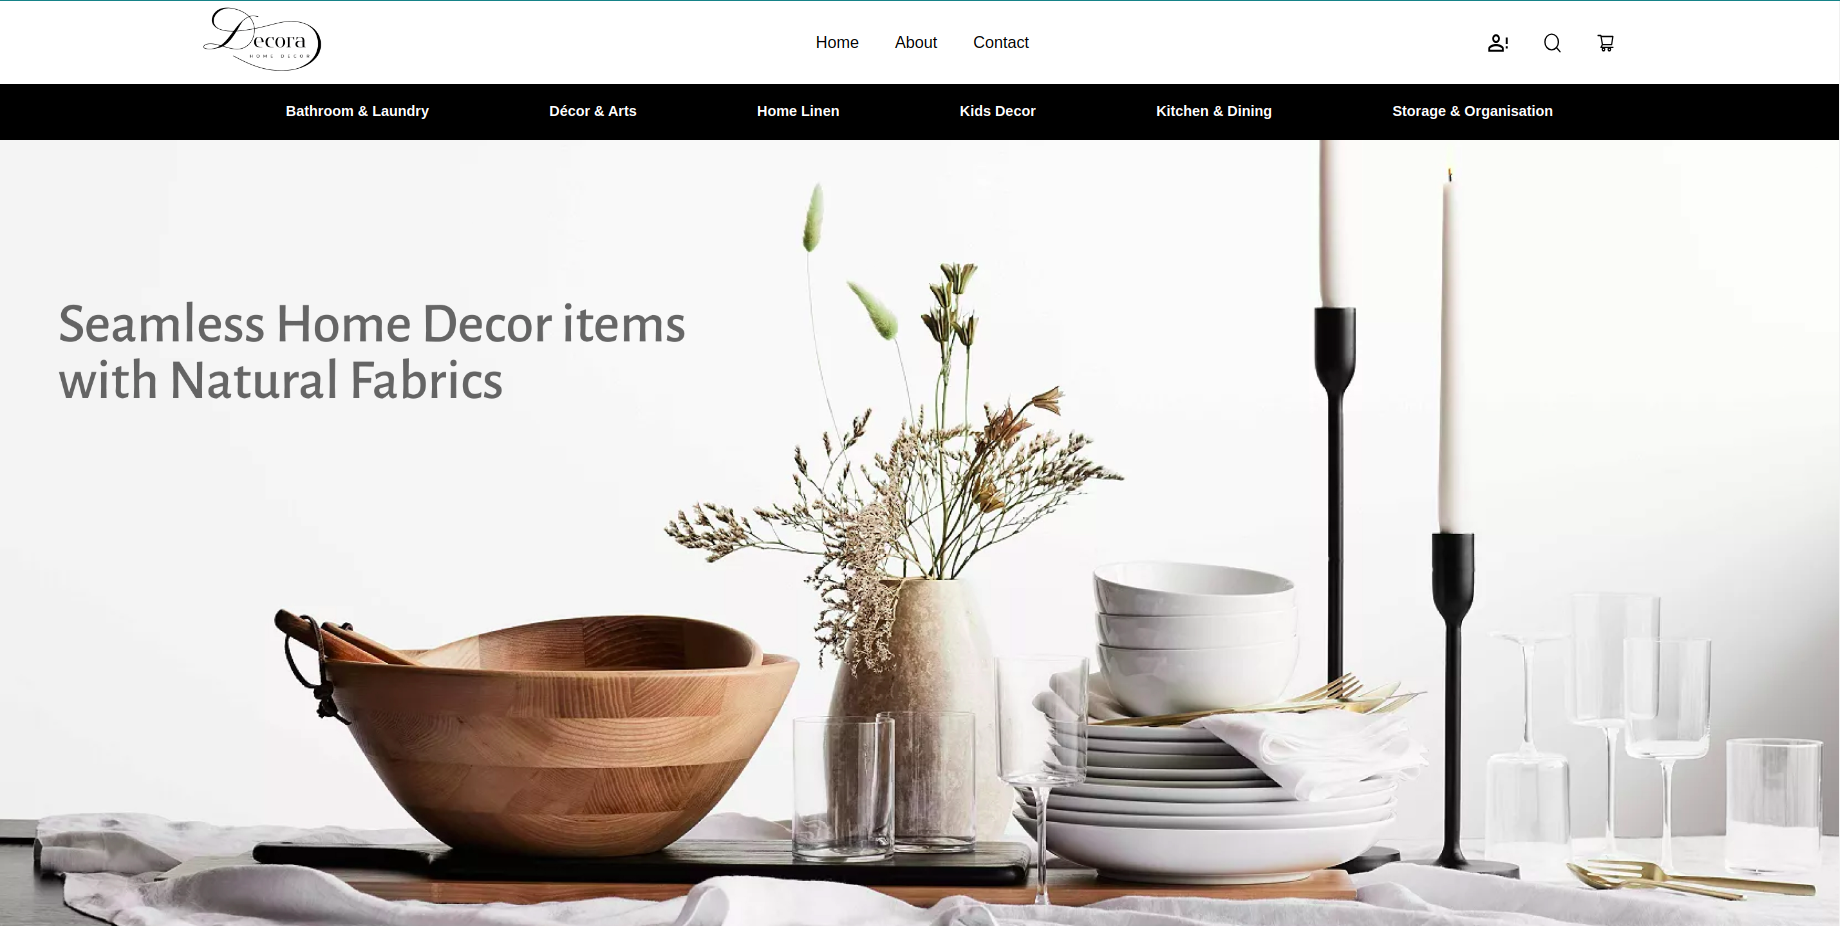 Decora
HOME DECOR
Home About Contact
Bathroom & Laundry Décor & Arts Home Linen Kids Decor Kitchen & Dining Storage & Organisation
Seamless Home Decor items
with Natural Fabrics